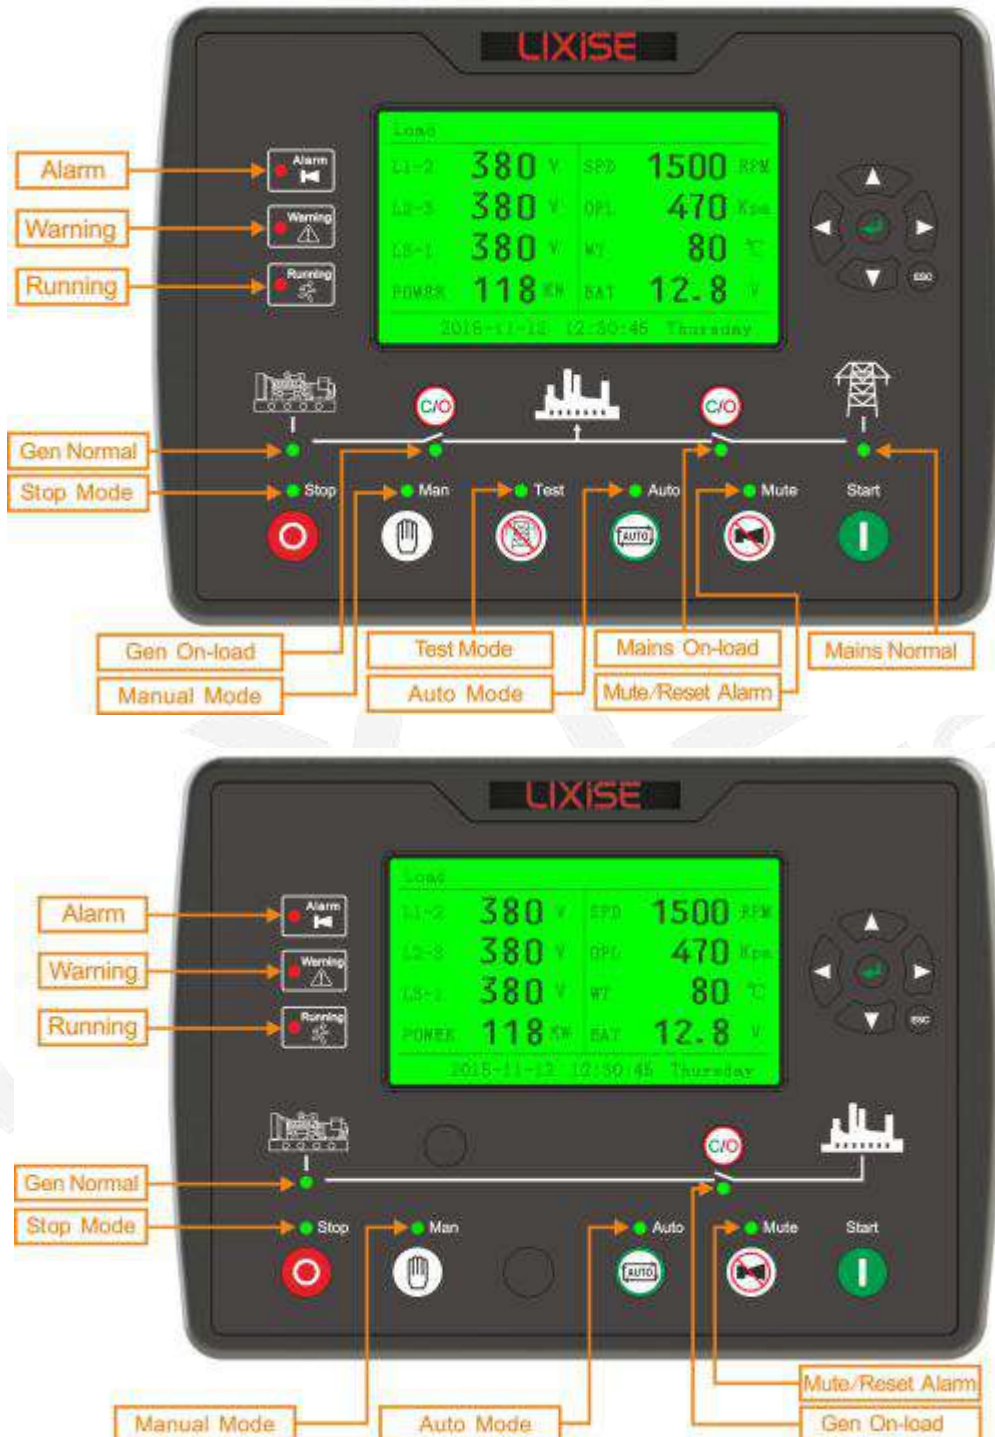 LIXiSE
Load
L1-2 380 V SPD 1500 RPM
L2-3 380 V OPL 470 Kpa
L3-1 380 V WT 80 ℃
POWER 118 KW BAT 12.8 V
2015-11-12 12:30:45 Thursday
Alarm
Alarm
Warning
Warning
Running
Running
ESC
C/O
C/O
Gen Normal
Stop Mode
Stop
Man
Test
Auto
Mute
Start
AUTO
Gen On-load
Test Mode
Mains On-load
Mains Normal
Manual Mode
Auto Mode
Mute/Reset Alarm
LIXiSE
Load
L1-2 380 V SPD 1500 RPM
L2-3 380 V OPL 470 Kpa
L3-1 380 V WT 80 ℃
POWER 118 KW BAT 12.8 V
2015-11-12 12:30:45 Thursday
Alarm
Alarm
Warning
Warning
Running
Running
ESC
C/O
Gen Normal
Stop Mode
Stop
Man
Auto
Mute
Start
AUTO
Mute/Reset Alarm
Manual Mode
Auto Mode
Gen On-load